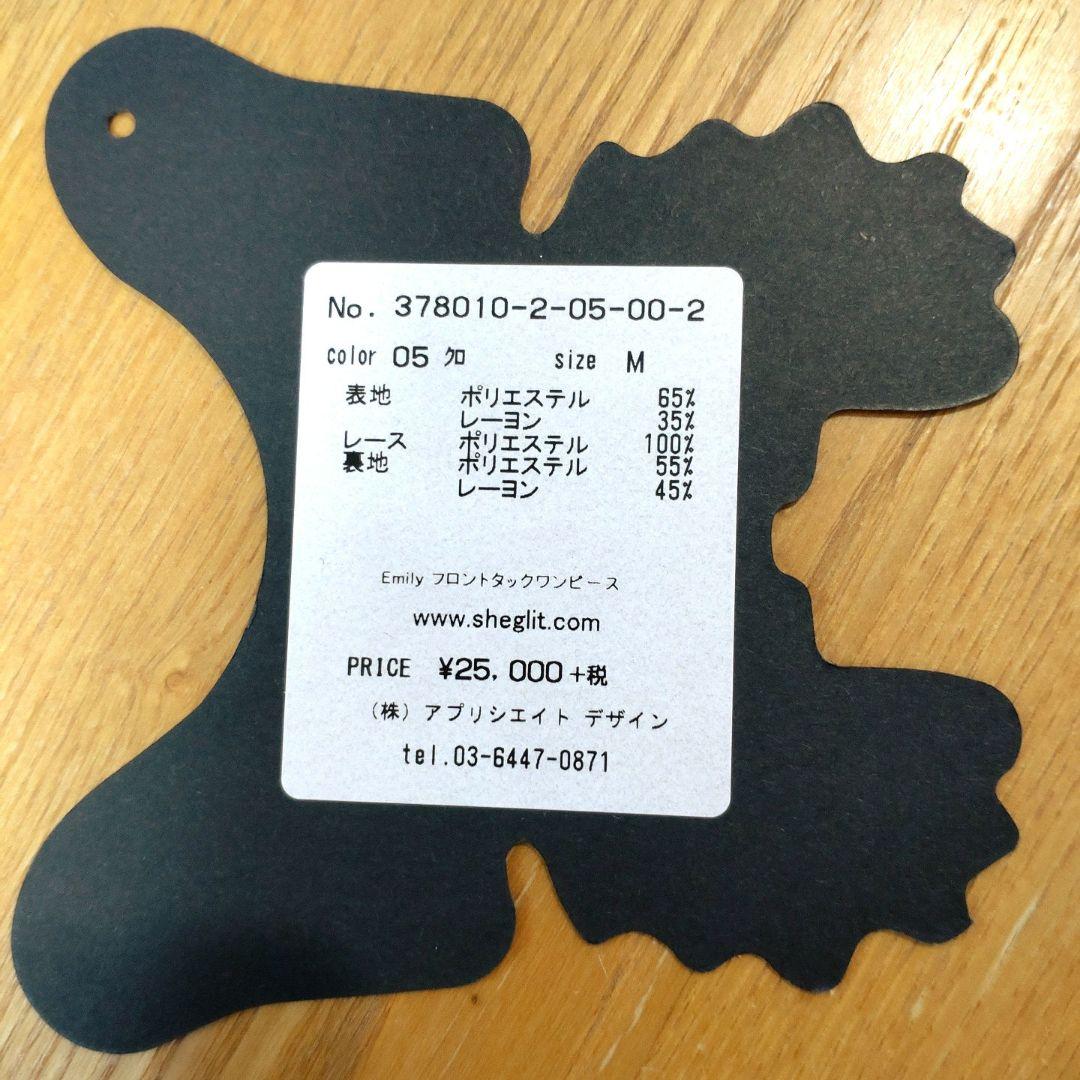 No. 378010-2-05-00-2
color 05 クロ size M
表地 ポリエステル 65%
レーヨン 35%
レース ポリエステル 100%
裏地 ポリエステル 55%
レーヨン 45%
Emily フロントタックワンピース
www.sheglit.com
PRICE ¥25,000+税
(株) アプリシエイト デザイン
tel.03-6447-0871